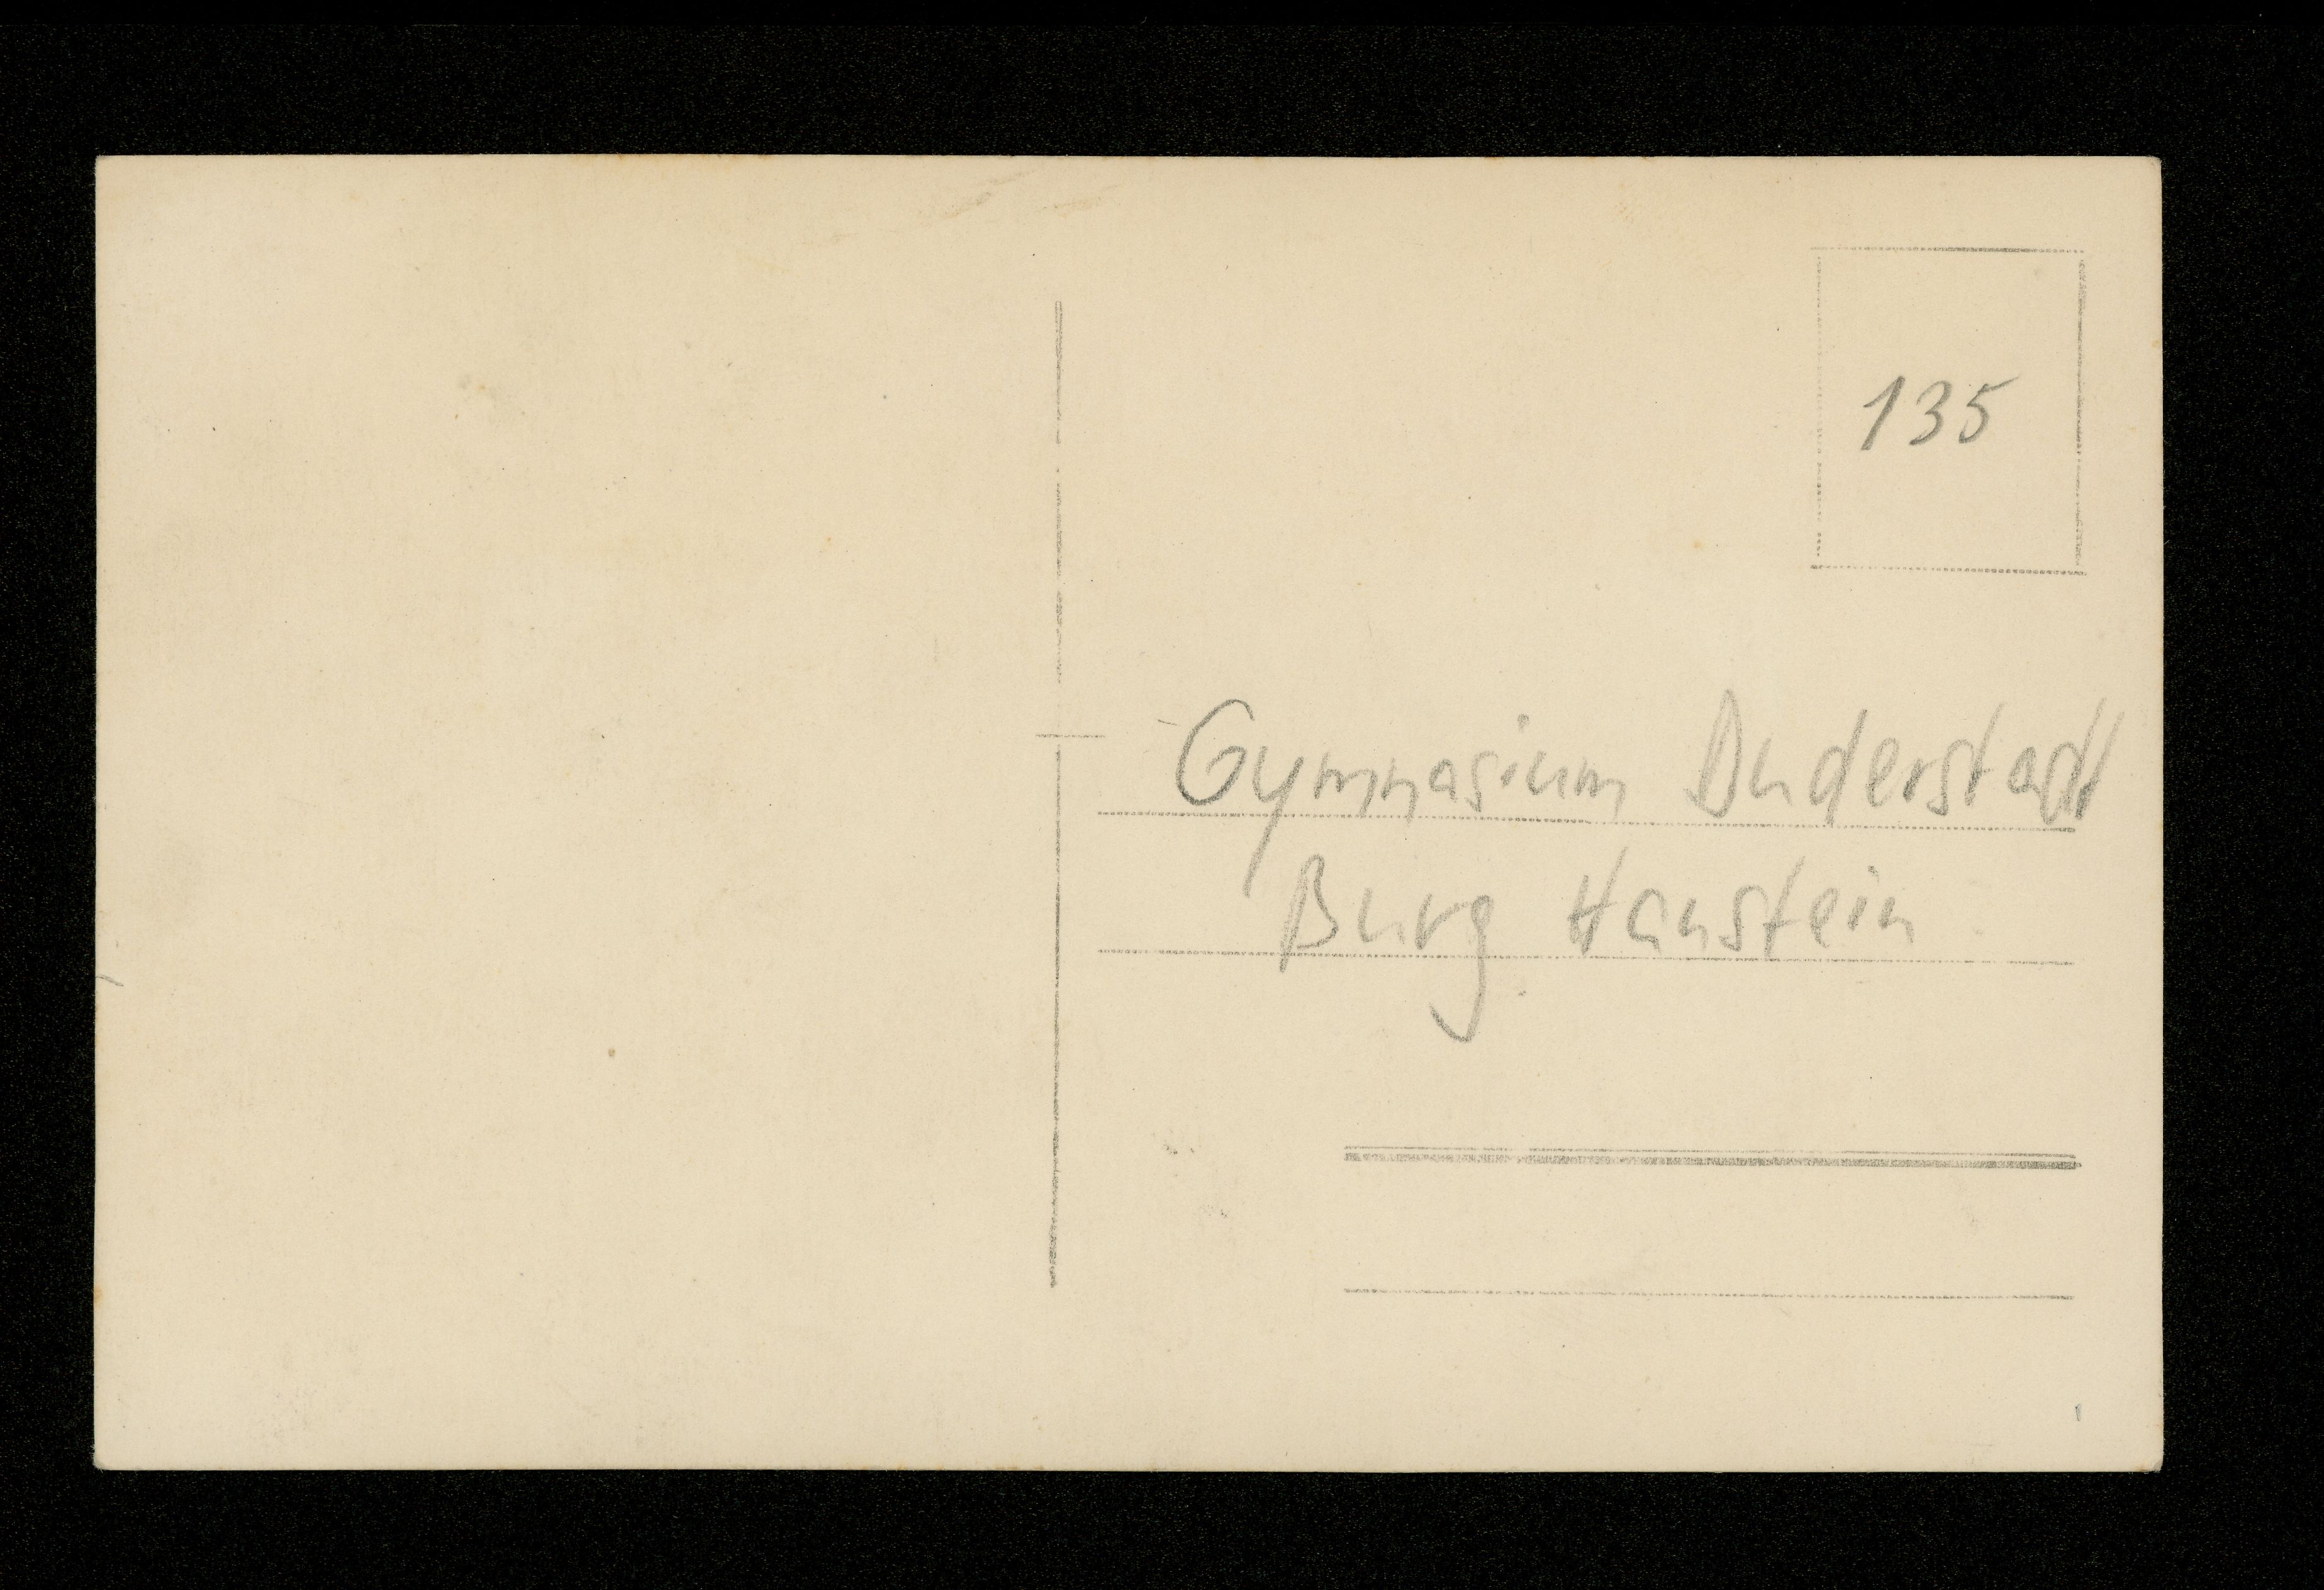 135
Gymnasium Duderstadt
Burg Hanstein